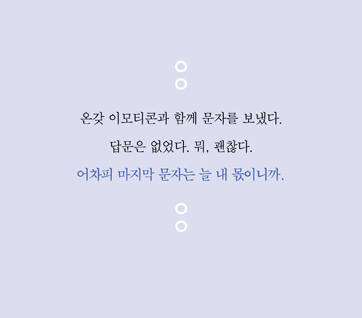 온갖 이모티콘과 함께 문자를 보냈다.
답문은 없었다. 뭐, 괜찮다.
어차피 마지막 문자는 늘 내 몫이니까.